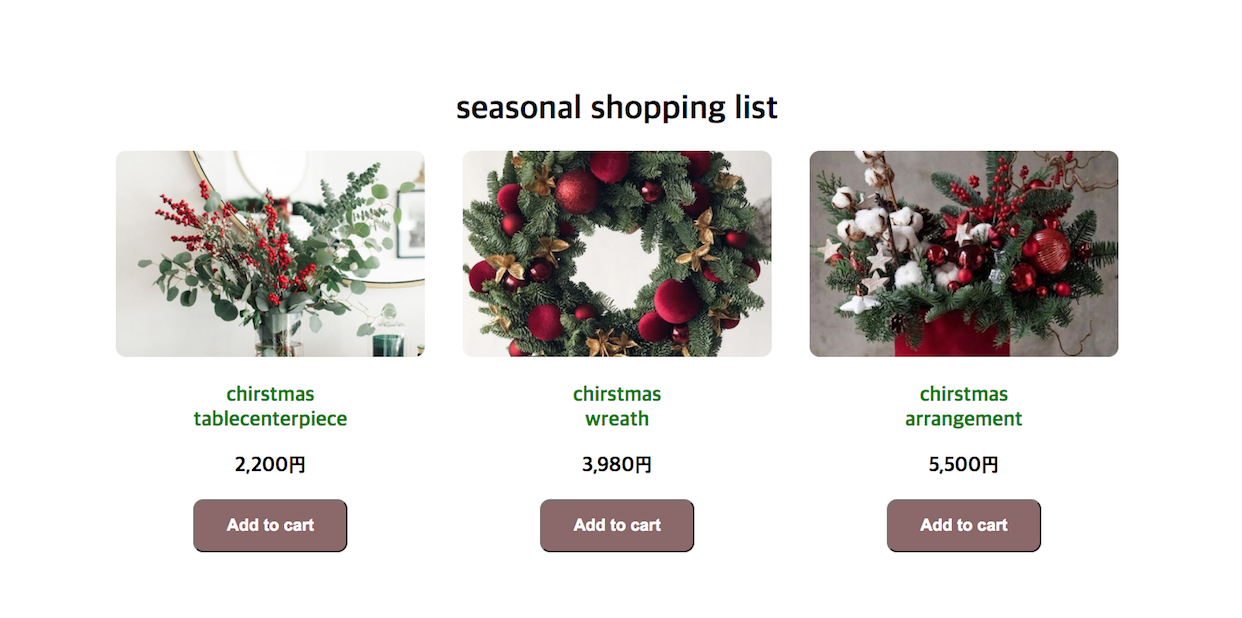 seasonal shopping list
chirstmas
tablecenterpiece
2,200円
Add to cart
chirstmas
wreath
3,980円
Add to cart
chirstmas
arrangement
5,500円
Add to cart